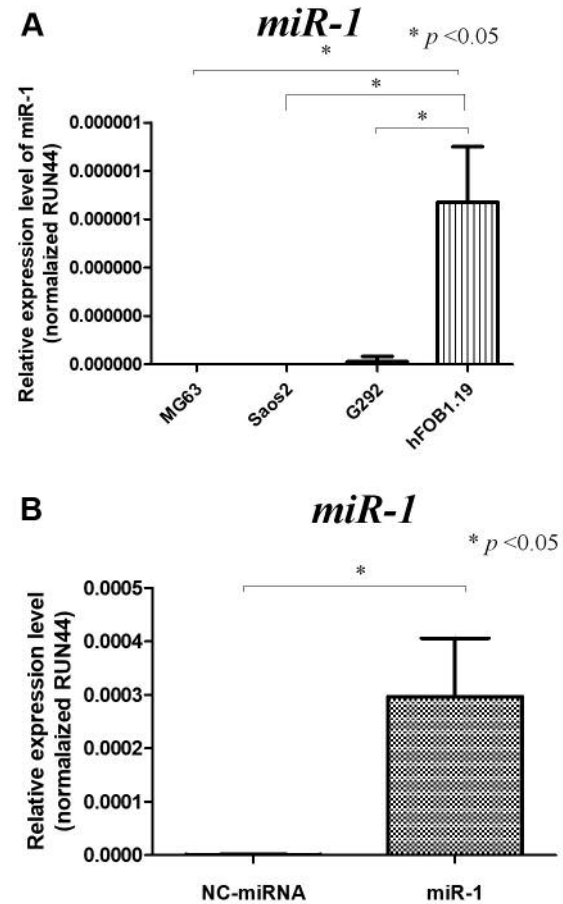 A
miR-1
* p <0.05
*
*
*
Relative expression level of miR-1
(normalaized RUN44)
0.000001
0.000001
0.000001
0.000000
0.000000
0.000000
MG63
Saos2
G292
hFOB1.19
B
miR-1
* p <0.05
*
Relative expression level
(normalaized RUN44)
0.0005
0.0004
0.0003
0.0002
0.0001
0.0000
NC-miRNA
miR-1